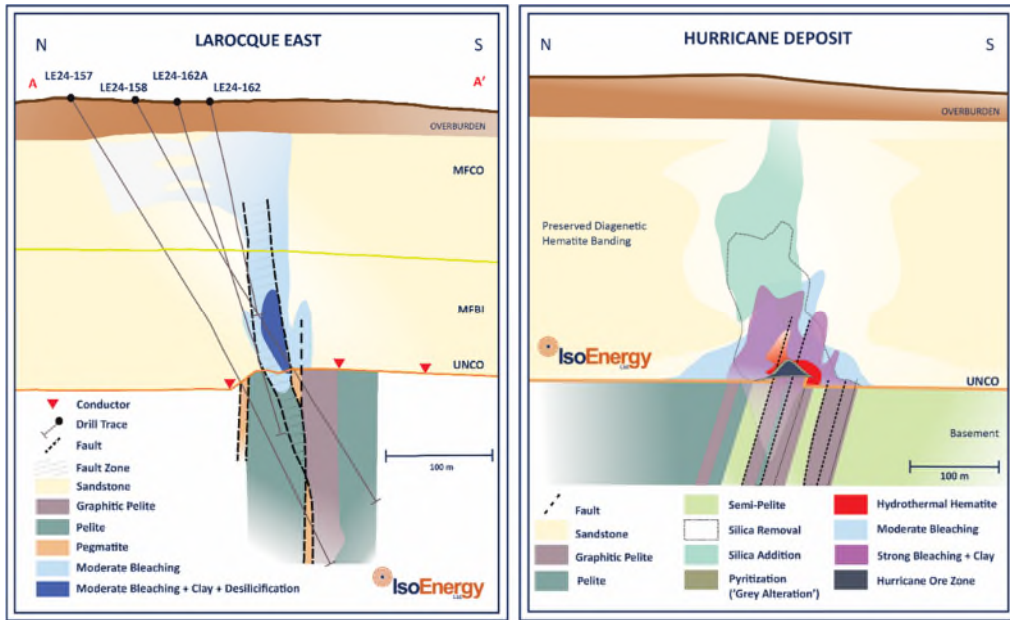 N
LAROCQUE EAST
S
LE24-157
LE24-158
LE24-162A
LE24-162
A
A'
OVERBURDEN
MFCO
MFBI
UNCO
Conductor
Drill Trace
Fault
Fault Zone
Sandstone
Graphitic Pelite
Pelite
Pegmatite
Moderate Bleaching
Moderate Bleaching + Clay + Desilicification
100 m
IsoEnergy
Ltd
N
HURRICANE DEPOSIT
S
OVERBURDEN
Preserved Diagenetic
Hematite Banding
IsoEnergy
Ltd
UNCO
Basement
100 m
Fault
Sandstone
Graphitic Pelite
Pelite
Semi-Pelite
Silica Removal
Silica Addition
Pyritization
('Grey Alteration')
Hydrothermal Hematite
Moderate Bleaching
Strong Bleaching + Clay
Hurricane Ore Zone